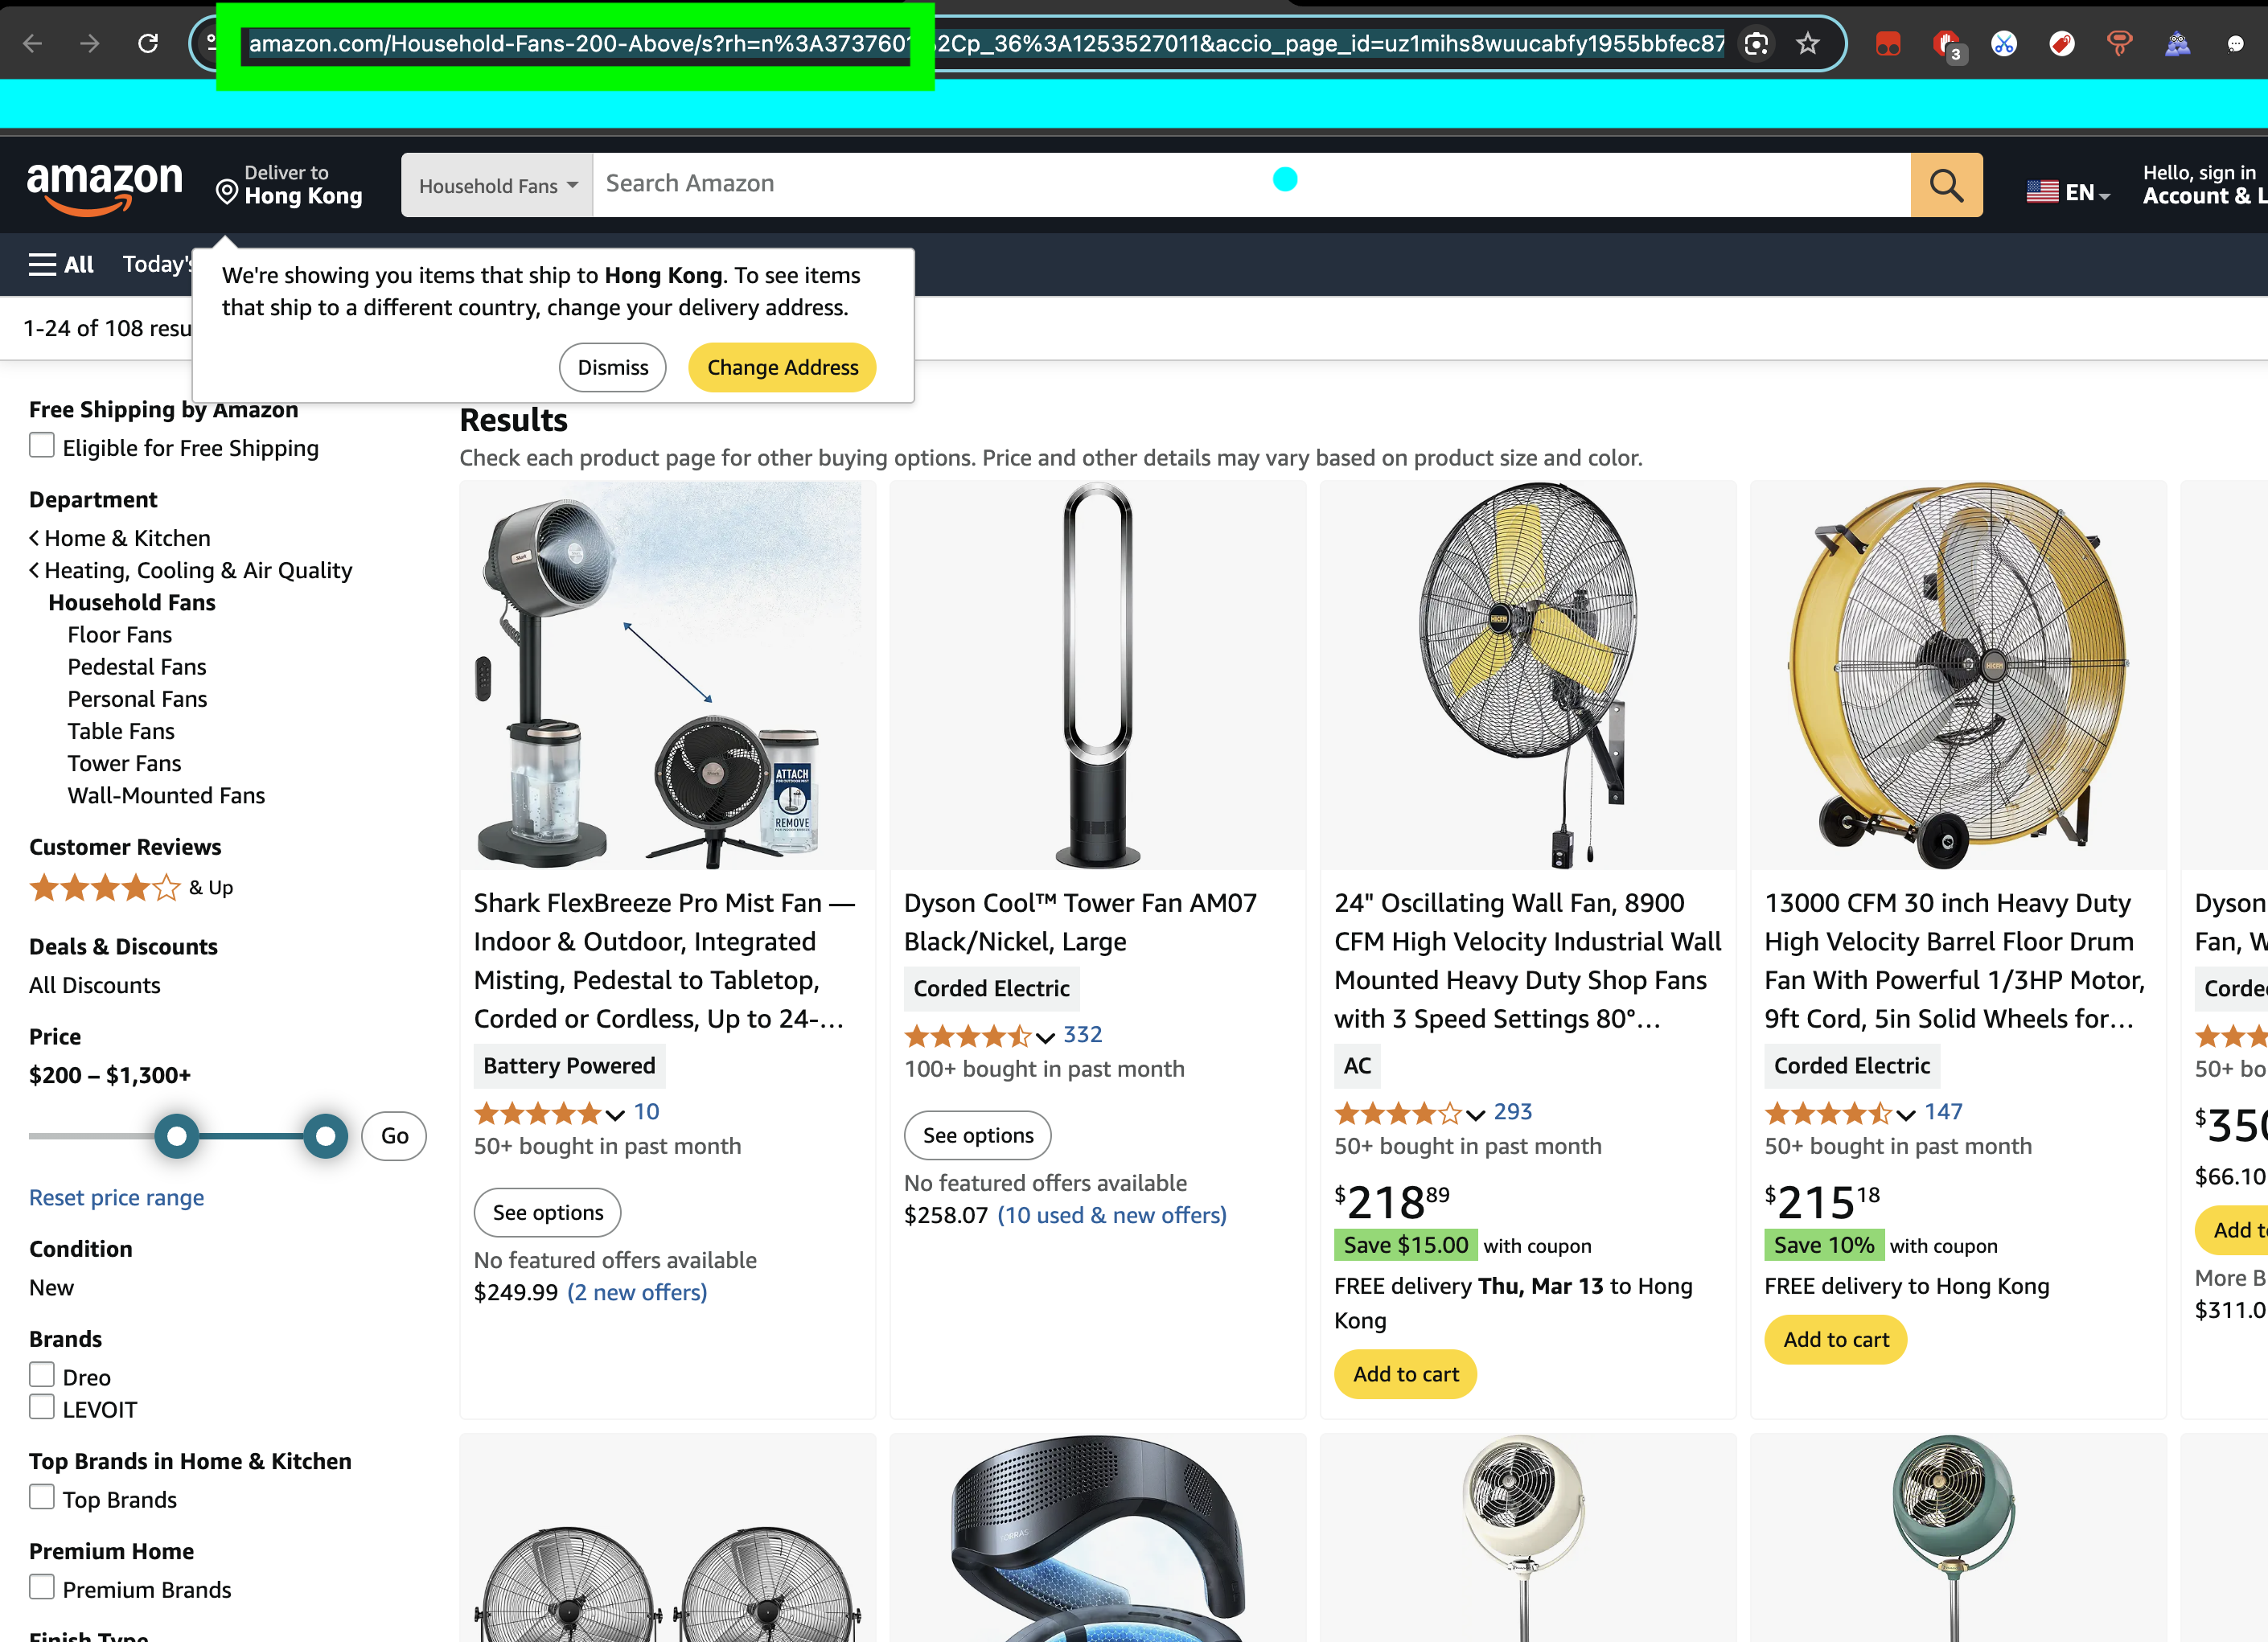 amazon.com/Household-Fans-200-Above/s?rh=n%3A3737601%2Cp_36%3A1253527011&accio_page_id=uz1mihs8wuucabfy1955bbfec87
3
amazon
Deliver to
Hong Kong
Household Fans
Search Amazon
EN
Hello, sign in
Account & L
All
Today's
We're showing you items that ship to Hong Kong. To see items
that ship to a different country, change your delivery address.
Dismiss
Change Address
1-24 of 108 resu
Free Shipping by Amazon
Eligible for Free Shipping
Department
Home & Kitchen
Heating, Cooling & Air Quality
Household Fans
Floor Fans
Pedestal Fans
Personal Fans
Table Fans
Tower Fans
Wall-Mounted Fans
Customer Reviews
& Up
Deals & Discounts
All Discounts
Price
$200 – $1,300+
Go
Reset price range
Condition
New
Brands
Dreo
LEVOIT
Top Brands in Home & Kitchen
Top Brands
Premium Home
Premium Brands
Finish Type
Results
Check each product page for other buying options. Price and other details may vary based on product size and color.
Shark
ATTACH
REMOVE
Shark FlexBreeze Pro Mist Fan —
Indoor & Outdoor, Integrated
Misting, Pedestal to Tabletop,
Corded or Cordless, Up to 24-...
Battery Powered
10
50+ bought in past month
See options
No featured offers available
$249.99 (2 new offers)
Dyson Cool™ Tower Fan AM07
Black/Nickel, Large
Corded Electric
332
100+ bought in past month
See options
No featured offers available
$258.07 (10 used & new offers)
24" Oscillating Wall Fan, 8900
CFM High Velocity Industrial Wall
Mounted Heavy Duty Shop Fans
with 3 Speed Settings 80°...
AC
293
50+ bought in past month
$218 89
Save $15.00 with coupon
FREE delivery Thu, Mar 13 to Hong
Kong
Add to cart
13000 CFM 30 inch Heavy Duty
High Velocity Barrel Floor Drum
Fan With Powerful 1/3HP Motor,
9ft Cord, 5in Solid Wheels for...
Corded Electric
147
50+ bought in past month
$215 18
Save 10% with coupon
FREE delivery to Hong Kong
Add to cart
Dyson
Fan, W
Corde
50+ bo
$350
$66.10
Add t
More B
$311.0